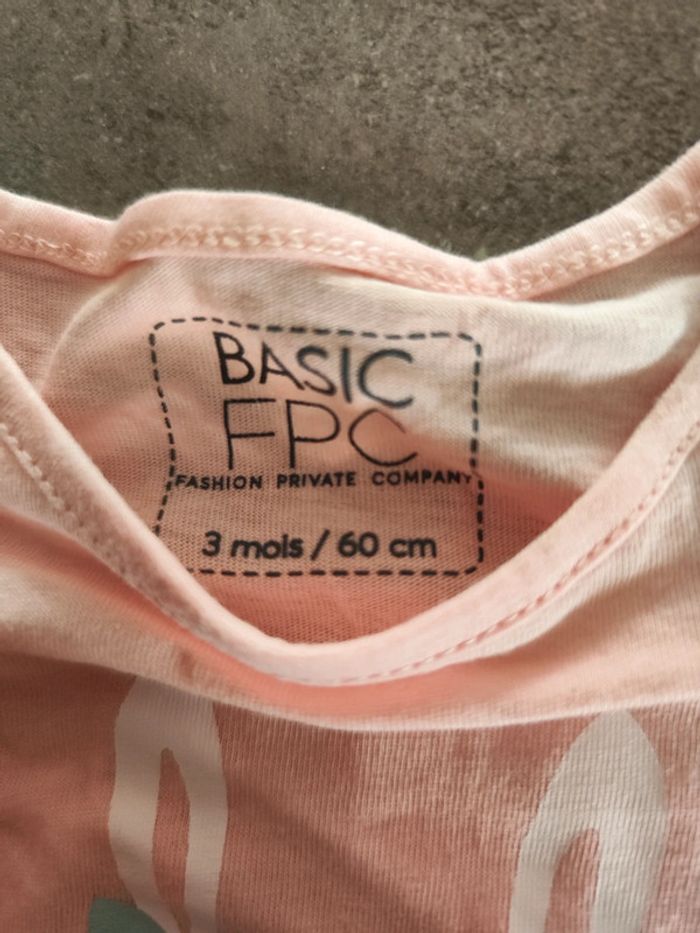 BASIC
FPC
FASHION PRIVATE COMPANY
3 mois / 60 cm